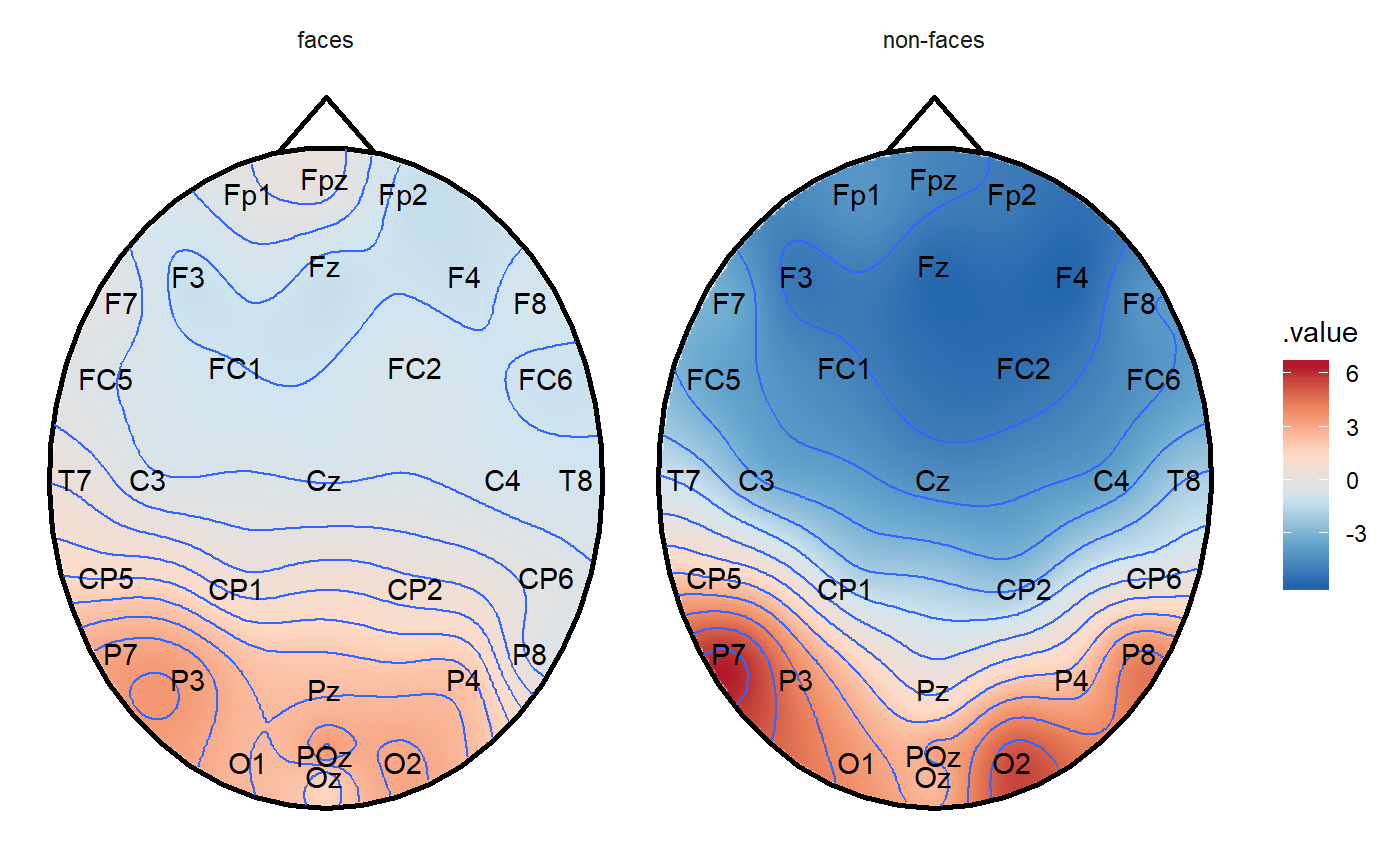 faces non-faces
Fp1 Fpz Fp2 Fp1 Fpz Fp2
F7 F3 Fz F4 F8 F7 F3 Fz F4 F8
.value
FC5 FC1 FC2 FC6 FC5 FC1 FC2 FC6
6
3
T7 C3 Cz C4 T8 T7 C3 Cz C4 T8
0
-3
CP5 CP1 CP2 CP6 CP5 CP1 CP2 CP6
P7 P3 Pz P4 P8 P7 P3 Pz P4 P8
O1 POz O2 O1 POz O2
Oz Oz